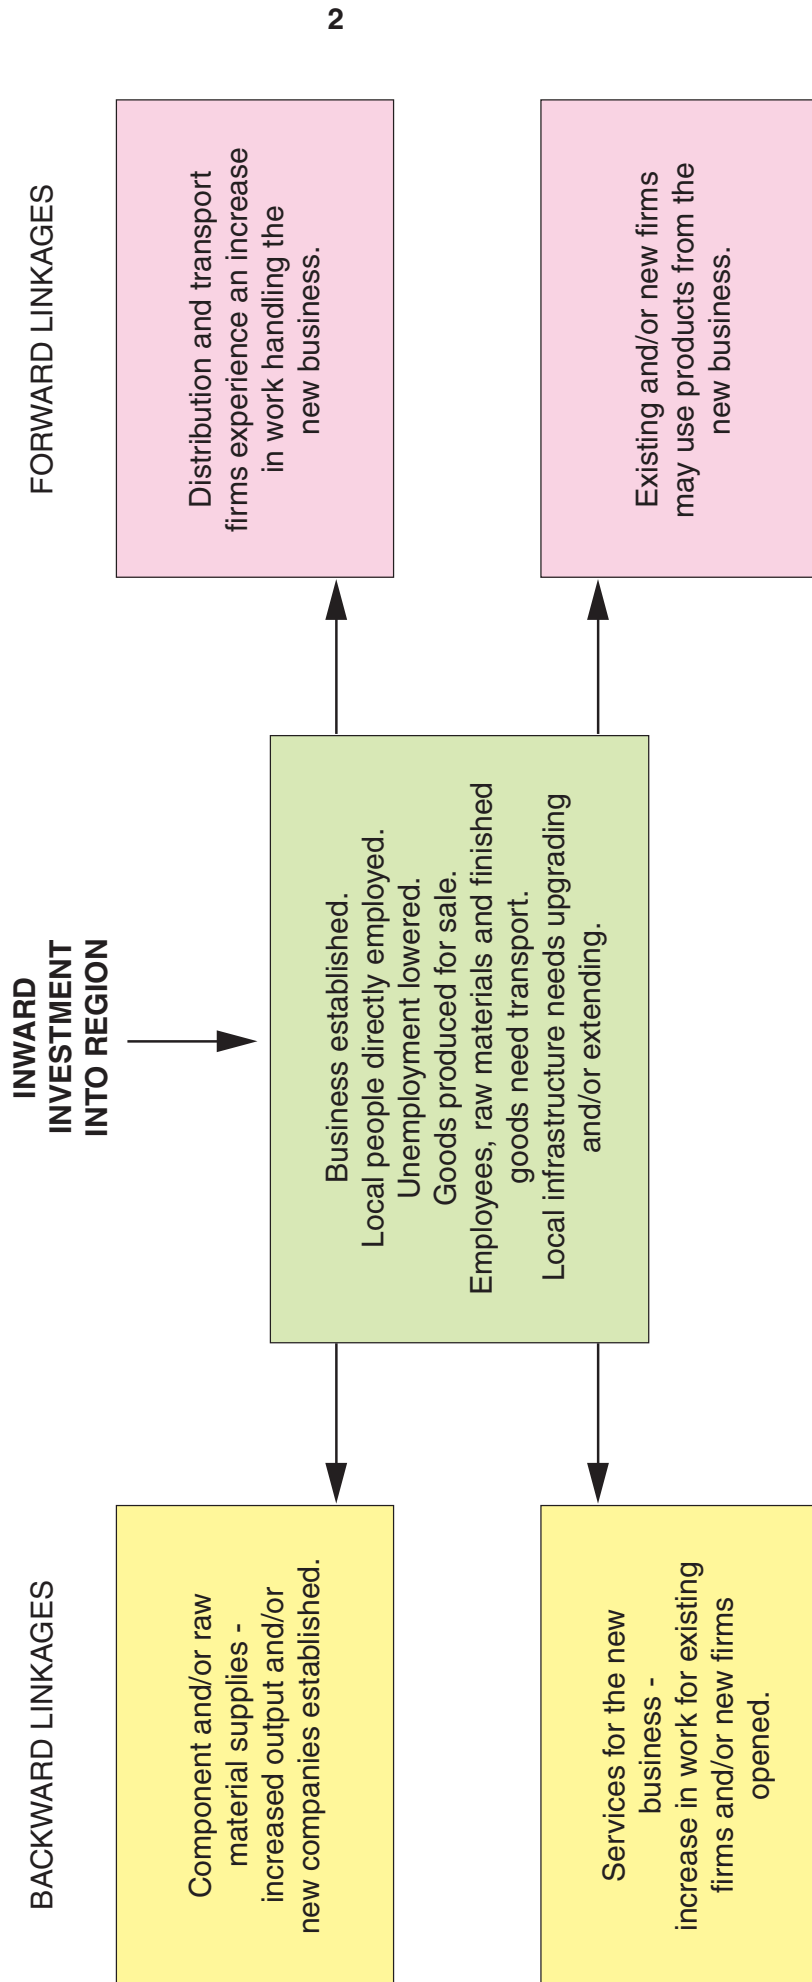 2
INWARD
INVESTMENT
INTO REGION
BACKWARD LINKAGES
FORWARD LINKAGES
Component and/or raw
material supplies -
increased output and/or
new companies established.
Services for the new
business -
increase in work for existing
firms and/or new firms
opened.
Business established.
Local people directly employed.
Unemployment lowered.
Goods produced for sale.
Employees, raw materials and finished
goods need transport.
Local infrastructure needs upgrading
and/or extending.
Distribution and transport
firms experience an increase
in work handling the
new business.
Existing and/or new firms
may use products from the
new business.